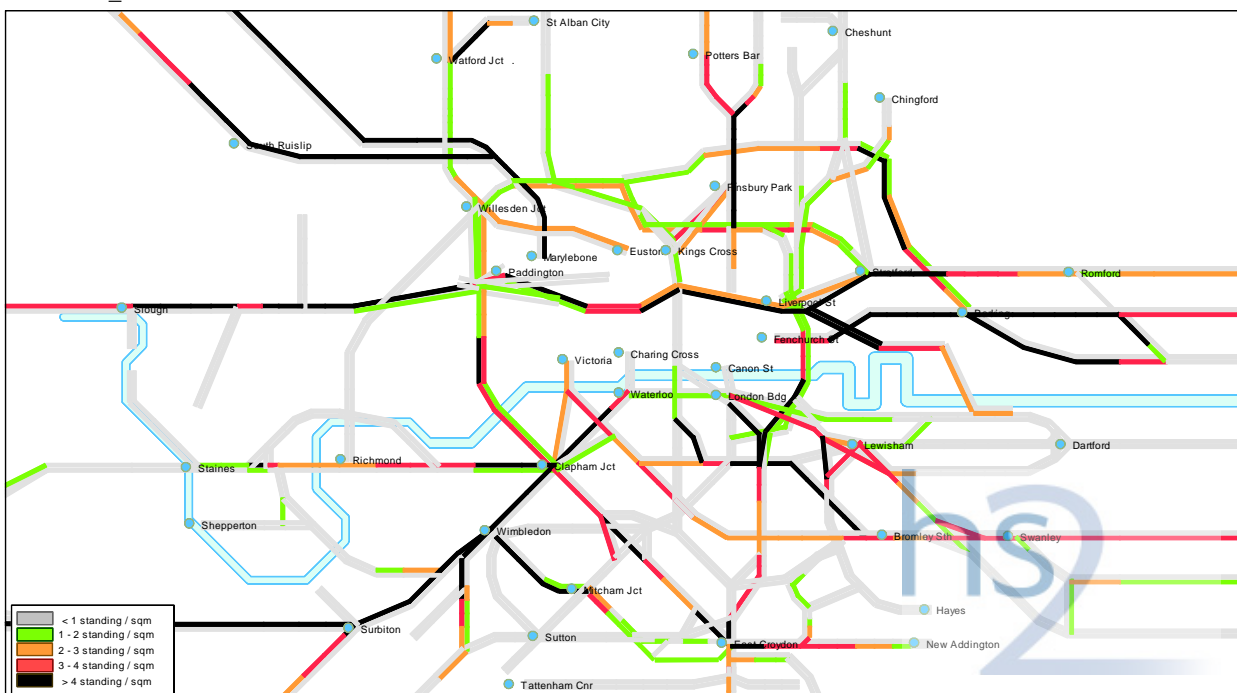 St Alban City
Cheshunt
Watford Jct .
Potters Bar
Chingford
South Ruislip
Finsbury Park
Willesden Jct
Marylebone
Euston
Kings Cross
Paddington
Stratford
Romford
Slough
Liverpool St
Barking
Fenchurch St
Victoria
Charing Cross
Canon St
Waterloo
London Bdg
Lewisham
Dartford
Staines
Richmond
Clapham Jct
Shepperton
Wimbledon
Bromley Sth
Swanley
hs2
Mitcham Jct
Hayes
Surbiton
Sutton
East Croydon
New Addington
Tattenham Cnr
< 1 standing / sqm
1 - 2 standing / sqm
2 - 3 standing / sqm
3 - 4 standing / sqm
> 4 standing / sqm